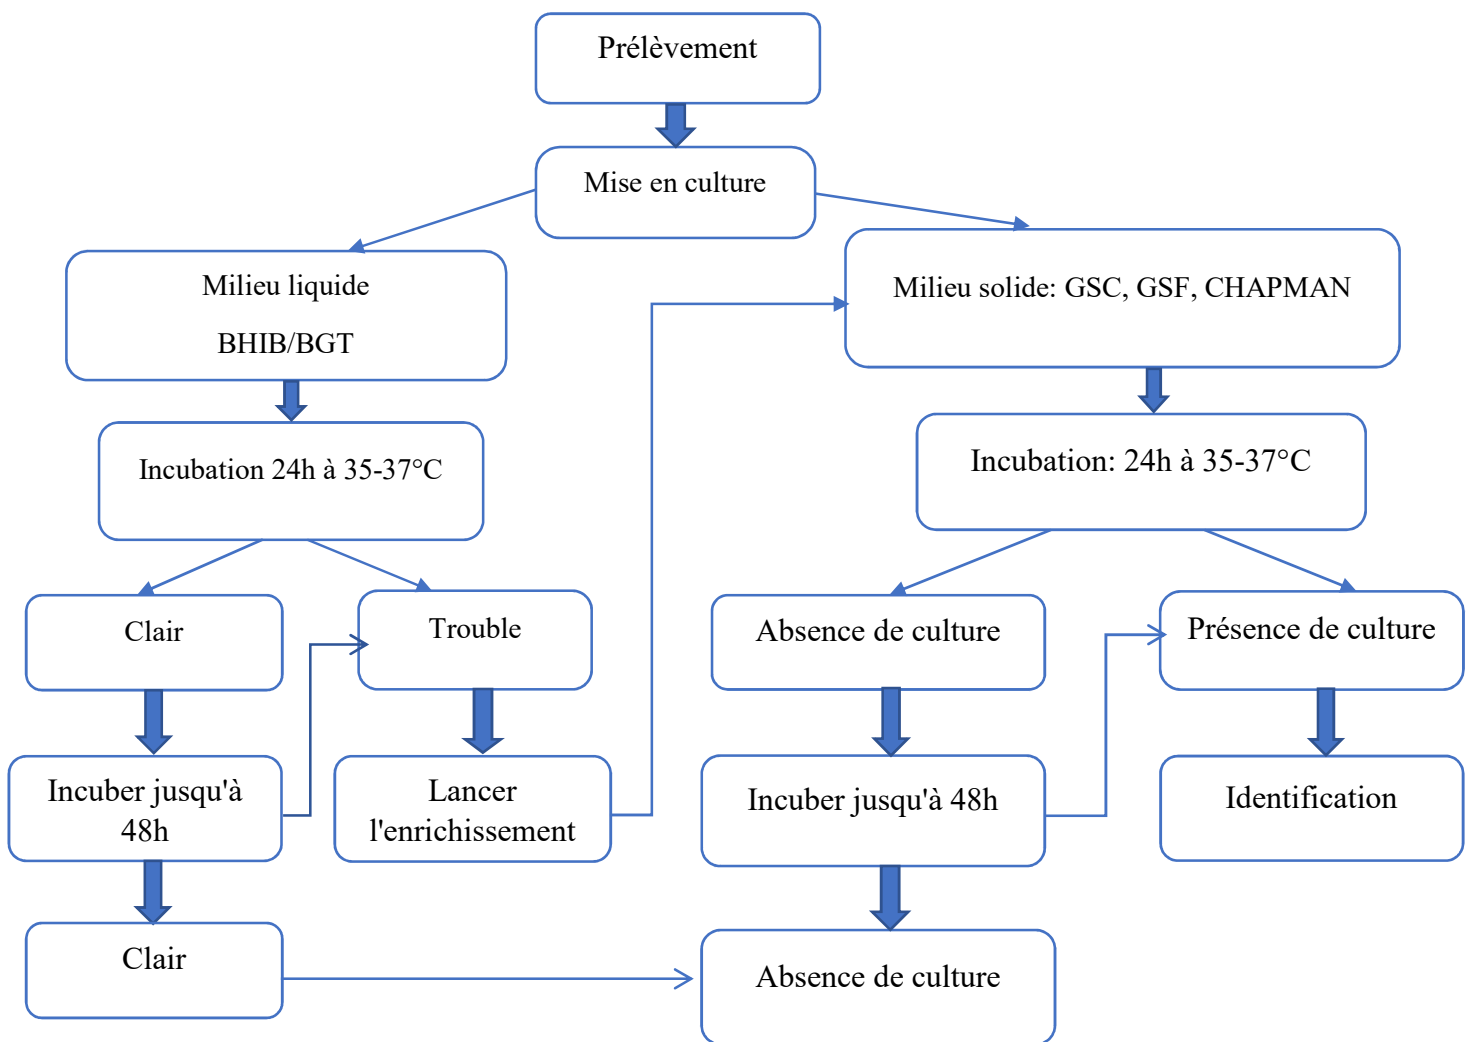 Prélèvement
Mise en culture
Milieu liquide
BHIB/BGT
Milieu solide: GSC, GSF, CHAPMAN
Incubation 24h à 35-37°C
Incubation: 24h à 35-37°C
Clair
Trouble
Absence de culture
Présence de culture
Incuber jusqu'à
48h
Lancer
l'enrichissement
Incuber jusqu'à 48h
Identification
Clair
Absence de culture